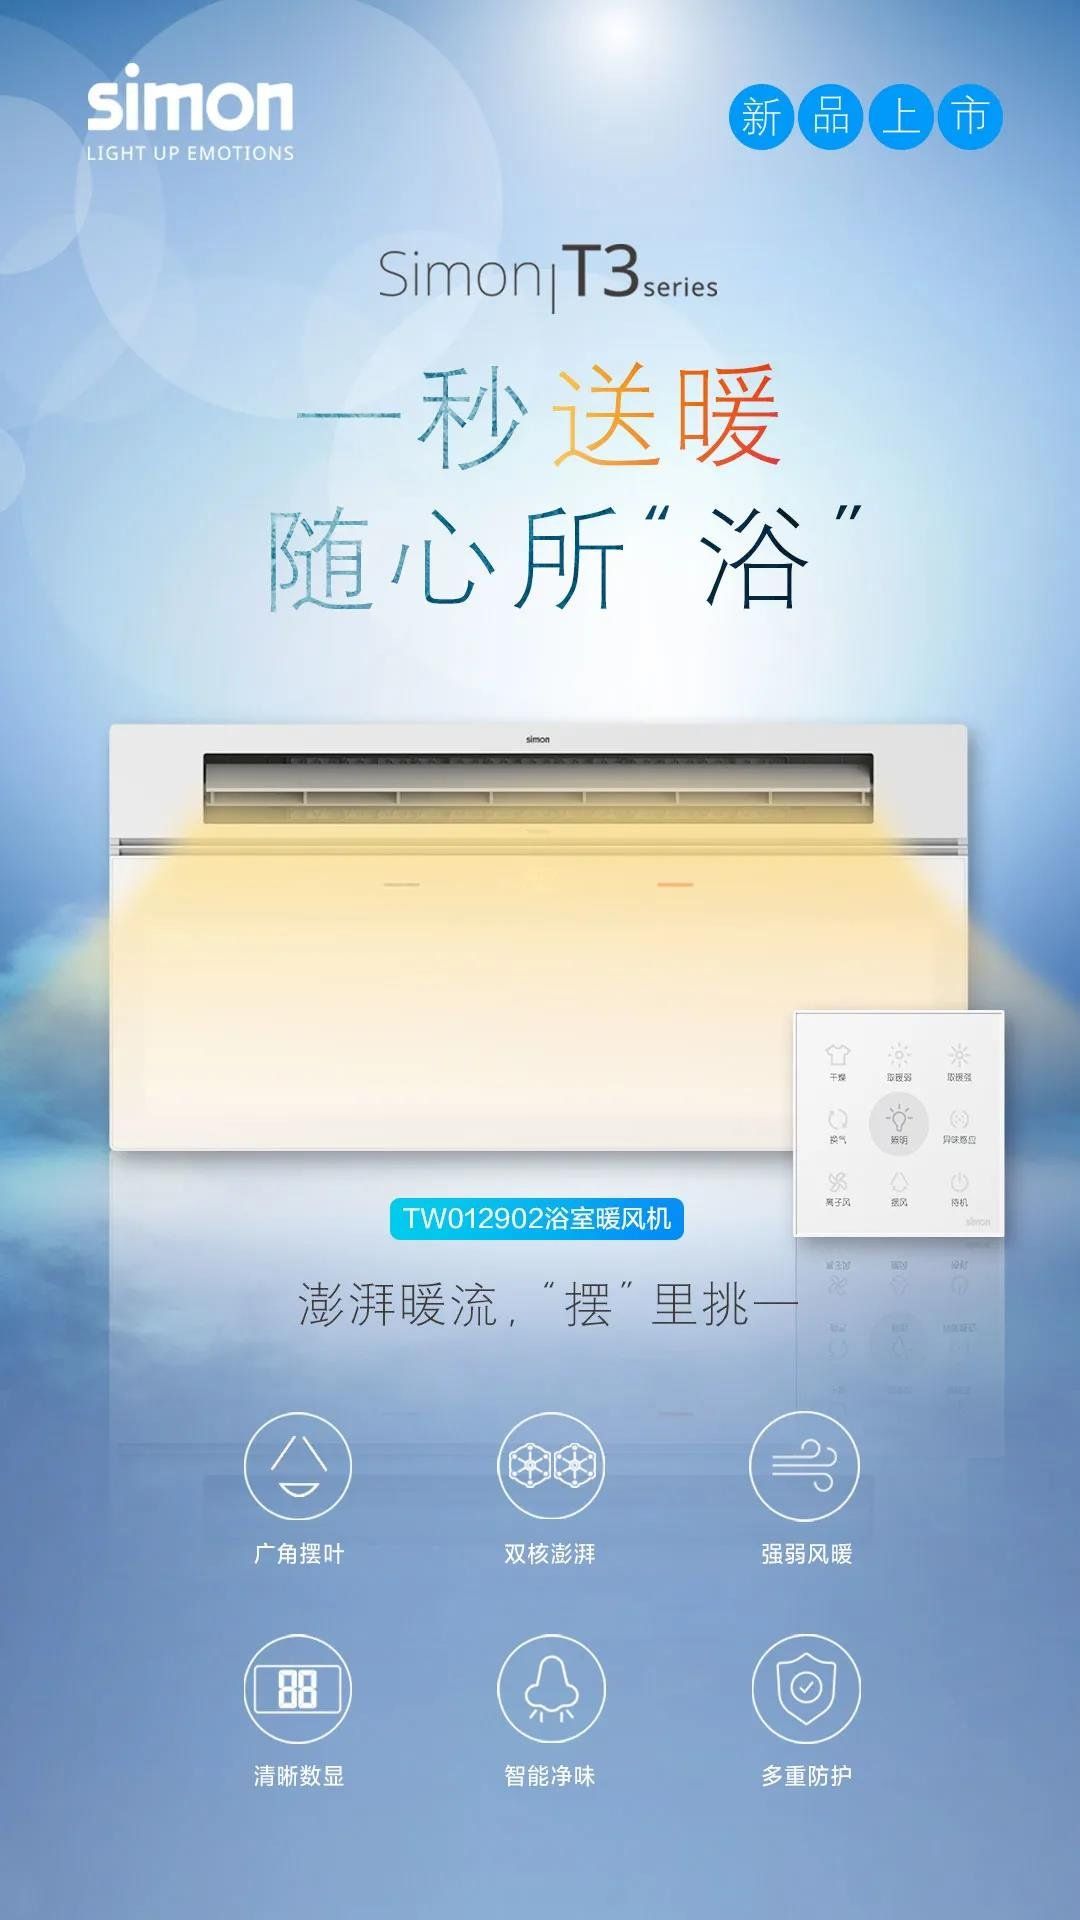 simon
LIGHT UP EMOTIONS
新品上市
Simon|T3 series
一秒送暖
随心所“浴”
simon
干燥 取暖弱 取暖强
换气 照明 异味感应
离子风 摆风 待机
simon
TW012902浴室暖风机
澎湃暖流，“摆”里挑一
广角摆叶 双核澎湃 强弱风暖
88
清晰数显 智能净味 多重防护